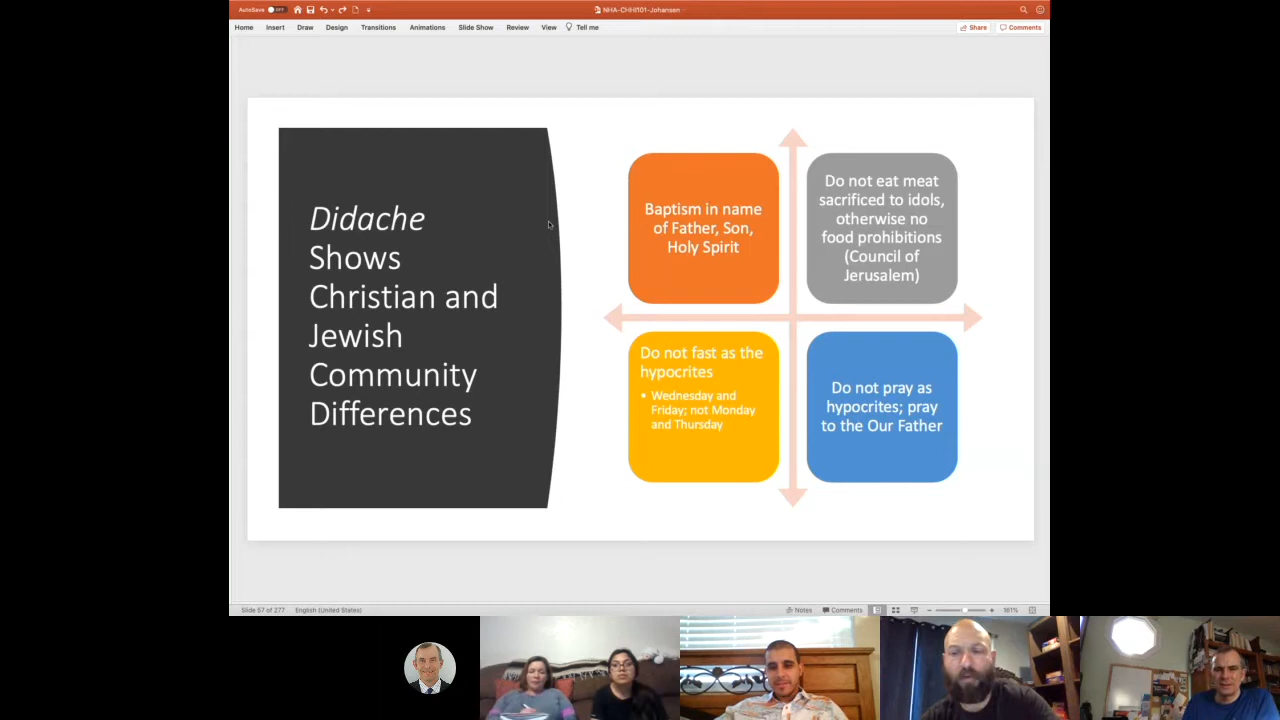 AutoSave OFF
NHA-CHHI101-Johansen
Home Insert Draw Design Transitions Animations Slide Show Review View Tell me
Share Comments
Didache
Shows
Christian and
Jewish
Community
Differences
Baptism in name
of Father, Son,
Holy Spirit
Do not eat meat
sacrificed to idols,
otherwise no
food prohibitions
(Council of
Jerusalem)
Do not fast as the
hypocrites
• Wednesday and
Friday; not Monday
and Thursday
Do not pray as
hypocrites; pray
to the Our Father
Slide 57 of 277 English (United States)
Notes Comments 181%